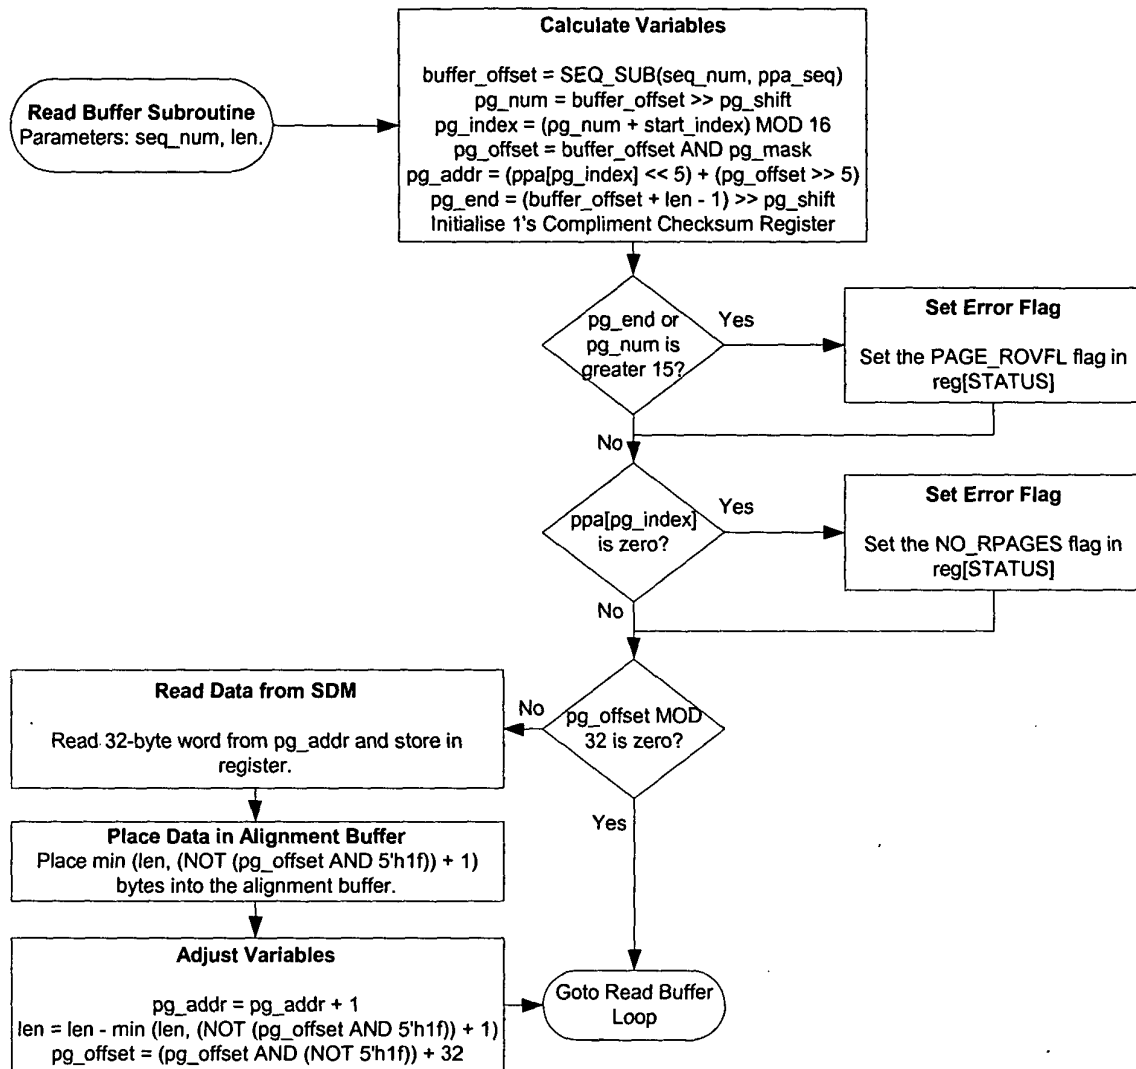 Calculate Variables
buffer_offset = SEQ_SUB(seq_num, ppa_seq)
pg_num = buffer_offset >> pg_shift
pg_index = (pg_num + start_index) MOD 16
pg_offset = buffer_offset AND pg_mask
pg_addr = (ppa[pg_index] << 5) + (pg_offset >> 5)
pg_end = (buffer_offset + len - 1) >> pg_shift
Initialise 1's Compliment Checksum Register
Read Buffer Subroutine
Parameters: seq_num, len.
pg_end or
pg_num is
greater 15?
Yes
No
Set Error Flag
Set the PAGE_ROVFL flag in
reg[STATUS]
ppa[pg_index]
is zero?
Yes
No
Set Error Flag
Set the NO_RPAGES flag in
reg[STATUS]
pg_offset MOD
32 is zero?
No
Yes
Read Data from SDM
Read 32-byte word from pg_addr and store in
register.
Place Data in Alignment Buffer
Place min (len, (NOT (pg_offset AND 5'h1f)) + 1)
bytes into the alignment buffer.
Adjust Variables
pg_addr = pg_addr + 1
len = len - min (len, (NOT (pg_offset AND 5'h1f)) + 1)
pg_offset = (pg_offset AND (NOT 5'h1f)) + 32
Goto Read Buffer
Loop